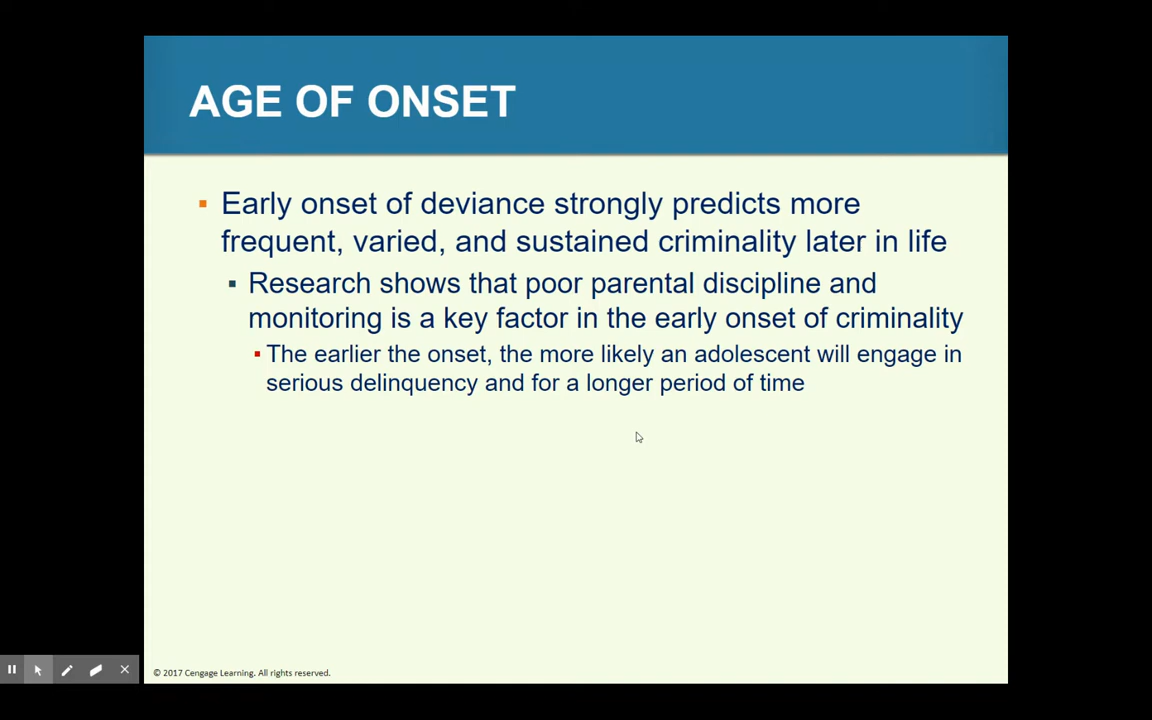 AGE OF ONSET
Early onset of deviance strongly predicts more
frequent, varied, and sustained criminality later in life
Research shows that poor parental discipline and
monitoring is a key factor in the early onset of criminality
The earlier the onset, the more likely an adolescent will engage in
serious delinquency and for a longer period of time
© 2017 Cengage Learning. All rights reserved.